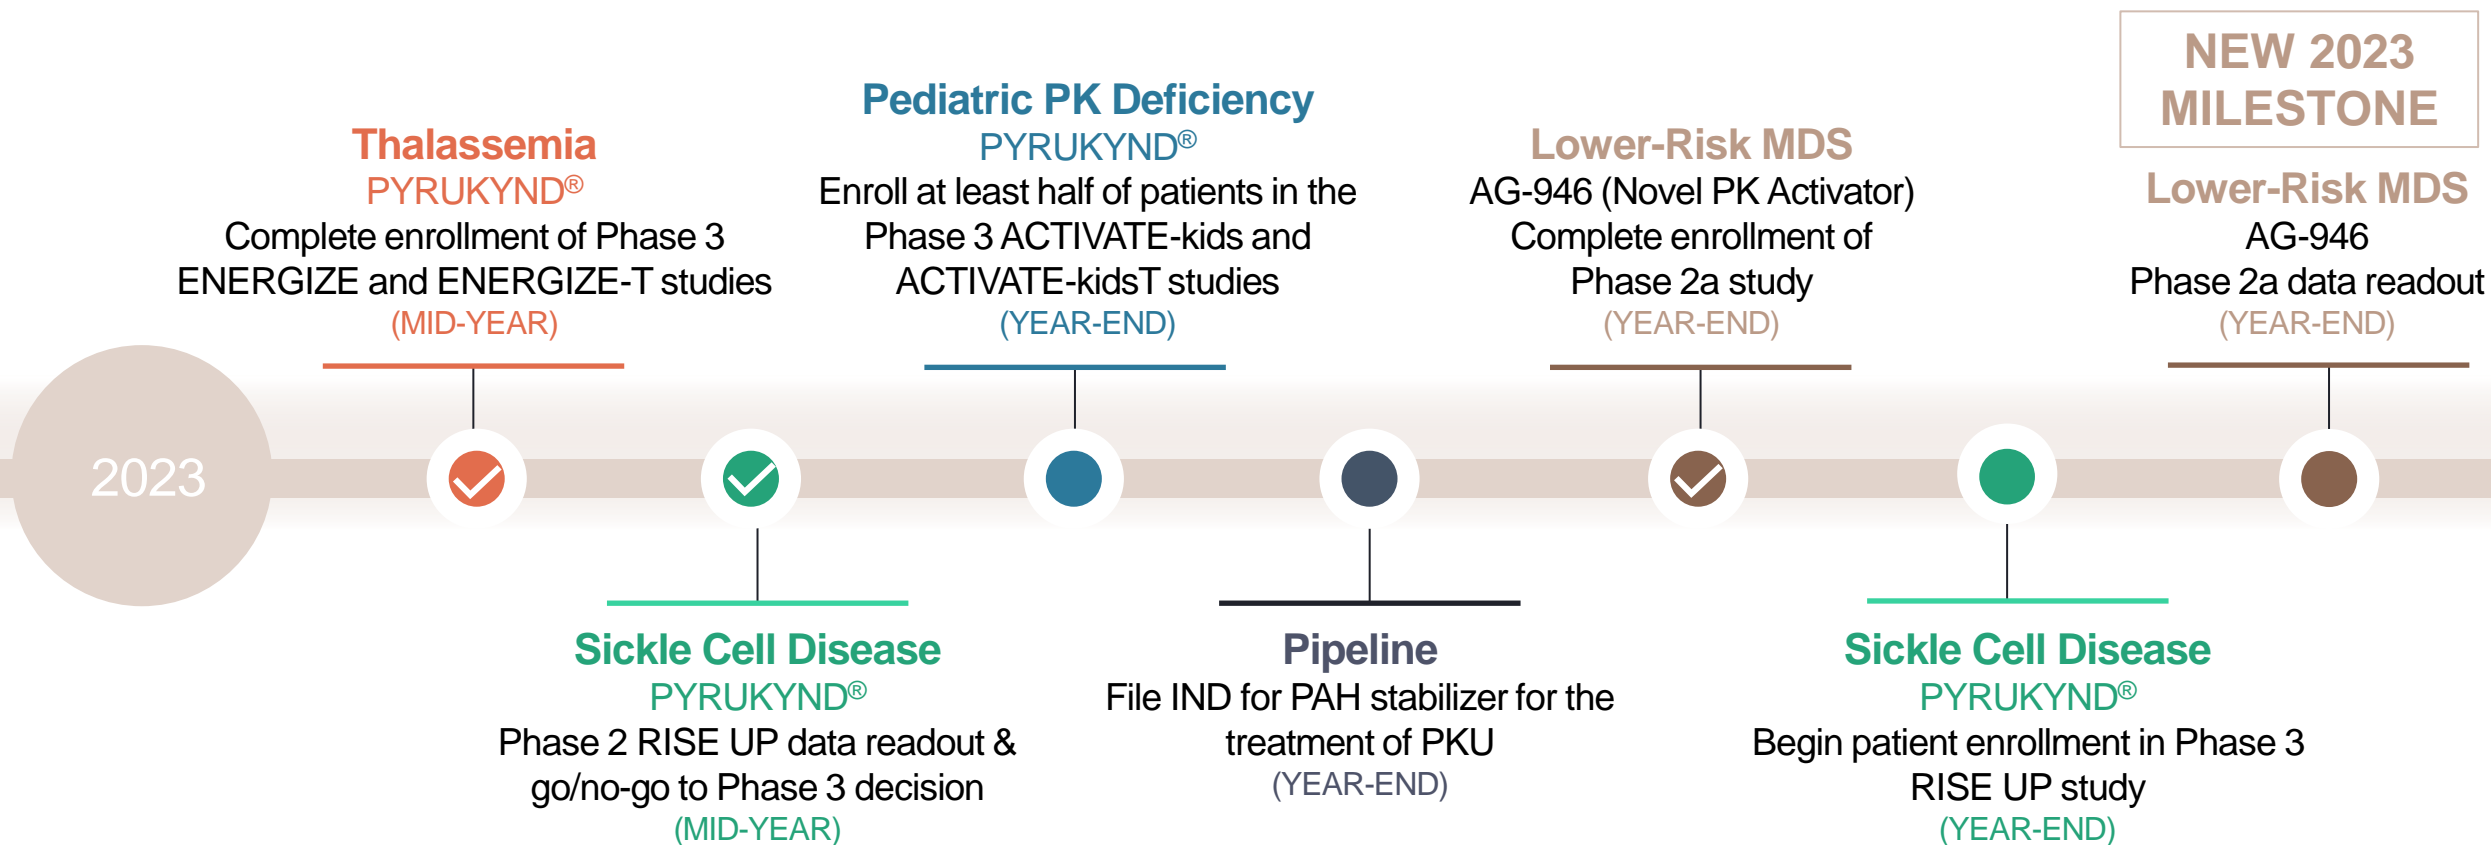 2023
Thalassemia
PYRUKYND®
Complete enrollment of Phase 3
ENERGIZE and ENERGIZE-T studies
(MID-YEAR)
Sickle Cell Disease
PYRUKYND®
Phase 2 RISE UP data readout &
go/no-go to Phase 3 decision
(MID-YEAR)
Pediatric PK Deficiency
PYRUKYND®
Enroll at least half of patients in the
Phase 3 ACTIVATE-kids and
ACTIVATE-kidsT studies
(YEAR-END)
Pipeline
File IND for PAH stabilizer for the
treatment of PKU
(YEAR-END)
Lower-Risk MDS
AG-946 (Novel PK Activator)
Complete enrollment of
Phase 2a study
(YEAR-END)
Sickle Cell Disease
PYRUKYND®
Begin patient enrollment in Phase 3
RISE UP study
(YEAR-END)
NEW 2023
MILESTONE
Lower-Risk MDS
AG-946
Phase 2a data readout
(YEAR-END)